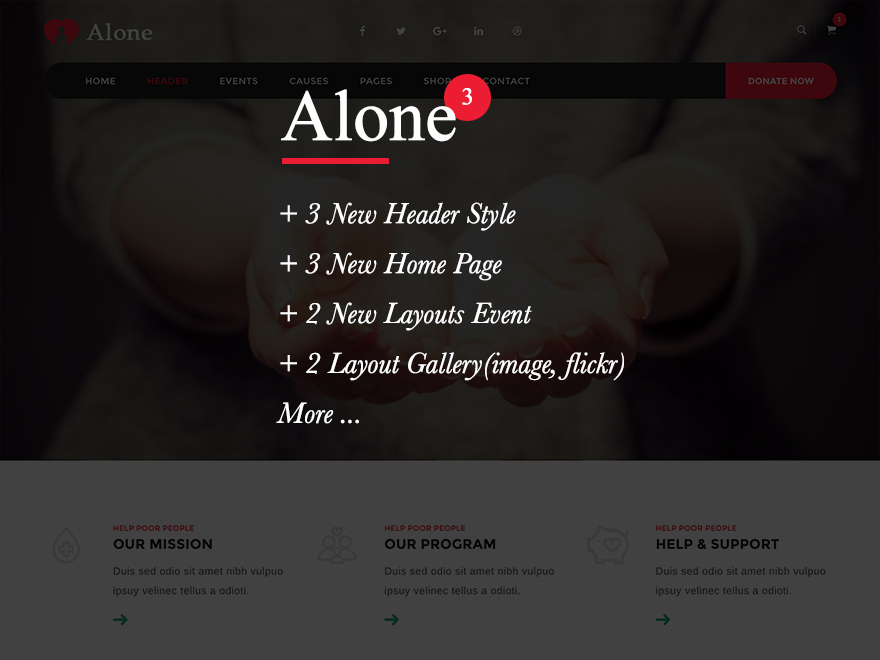 Alone
1
HOME HEADER EVENTS CAUSES PAGES SHOP CONTACT DONATE NOW
Alone 3
+ 3 New Header Style
+ 3 New Home Page
+ 2 New Layouts Event
+ 2 Layout Gallery(image, flickr)
More ...
HELP POOR PEOPLE
OUR MISSION
Duis sed odio sit amet nibh vulpuo
ipsuy velinec tellus a odioti.
HELP POOR PEOPLE
OUR PROGRAM
Duis sed odio sit amet nibh vulpuo
ipsuy velinec tellus a odioti.
HELP POOR PEOPLE
HELP & SUPPORT
Duis sed odio sit amet nibh vulpuo
ipsuy velinec tellus a odioti.